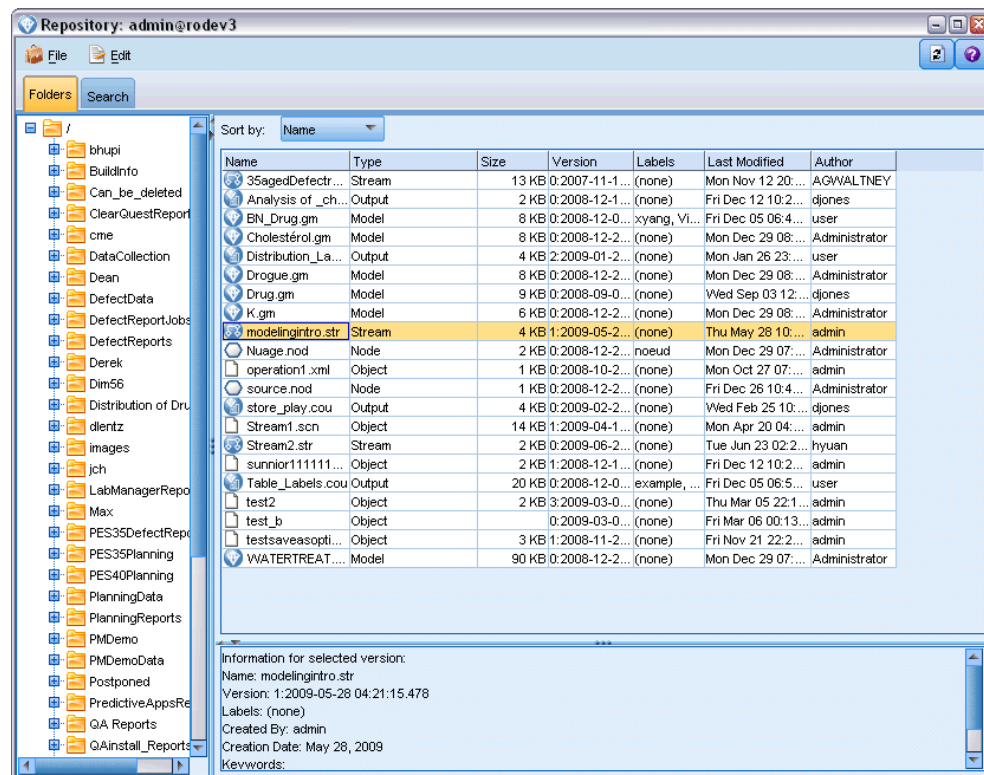 Repository: admin@rodev3
File Edit
Folders Search
/
bhupi
BuildInfo
Can_be_deleted
ClearQuestReport
cme
DataCollection
Dean
DefectData
DefectReportJobs
DefectReports
Derek
Dim56
Distribution of Dru
dlentz
images
jch
LabManagerRepo
Max
PES35DefectRepo
PES35Planning
PES40Planning
PlanningData
PlanningReports
PMDemo
PMDemoData
Postponed
PredictiveAppsRe
QA Reports
QAinstall_Reports
Sort by: Name
Name Type Size Version Labels Last Modified Author
35agedDefectr... Stream 13 KB 0:2007-11-1... (none) Mon Nov 12 20:... AGWALTNEY
Analysis of _ch... Output 2 KB 0:2008-12-1... (none) Fri Dec 12 10:2... djones
BN_Drug.gm Model 8 KB 0:2008-12-0... xyang, Vi... Fri Dec 05 06:4... user
Cholestérol.gm Model 8 KB 0:2008-12-2... (none) Mon Dec 29 08:... Administrator
Distribution_La... Output 4 KB 2:2009-01-2... (none) Mon Jan 26 23:... user
Drogue.gm Model 8 KB 0:2008-12-2... (none) Mon Dec 29 08:... Administrator
Drug.gm Model 9 KB 0:2008-09-0... (none) Wed Sep 03 12:... djones
K.gm Model 6 KB 0:2008-12-2... (none) Mon Dec 29 08:... Administrator
modelingintro.str Stream 4 KB 1:2009-05-2... (none) Thu May 28 10:... admin
Nuage.nod Node 2 KB 0:2008-12-2... noeud Mon Dec 29 07:... Administrator
operation1.xml Object 1 KB 0:2008-10-2... (none) Mon Oct 27 07:... admin
source.nod Node 1 KB 0:2008-12-2... (none) Fri Dec 26 10:4... Administrator
store_play.cou Output 4 KB 0:2009-02-2... (none) Wed Feb 25 10:... djones
Stream1.scn Object 14 KB 1:2009-04-1... (none) Mon Apr 20 04:... admin
Stream2.str Stream 2 KB 0:2009-06-2... (none) Tue Jun 23 02:2... hyuan
sunnior111111... Object 2 KB 1:2008-12-1... (none) Fri Dec 12 10:2... admin
Table_Labels.cou Output 20 KB 0:2008-12-0... example, ... Fri Dec 05 06:5... user
test2 Object 2 KB 3:2009-03-0... (none) Thu Mar 05 22:1... admin
test_b Object 0:2009-03-0... (none) Fri Mar 06 00:13... admin
testsaveasopti... Object 3 KB 1:2008-11-2... (none) Fri Nov 21 22:2... admin
WATERTREAT.... Model 90 KB 0:2008-12-2... (none) Mon Dec 29 07:... Administrator
Information for selected version:
Name: modelingintro.str
Version: 1:2009-05-28 04:21:15.478
Labels: (none)
Created By: admin
Creation Date: May 28, 2009
Keywords: